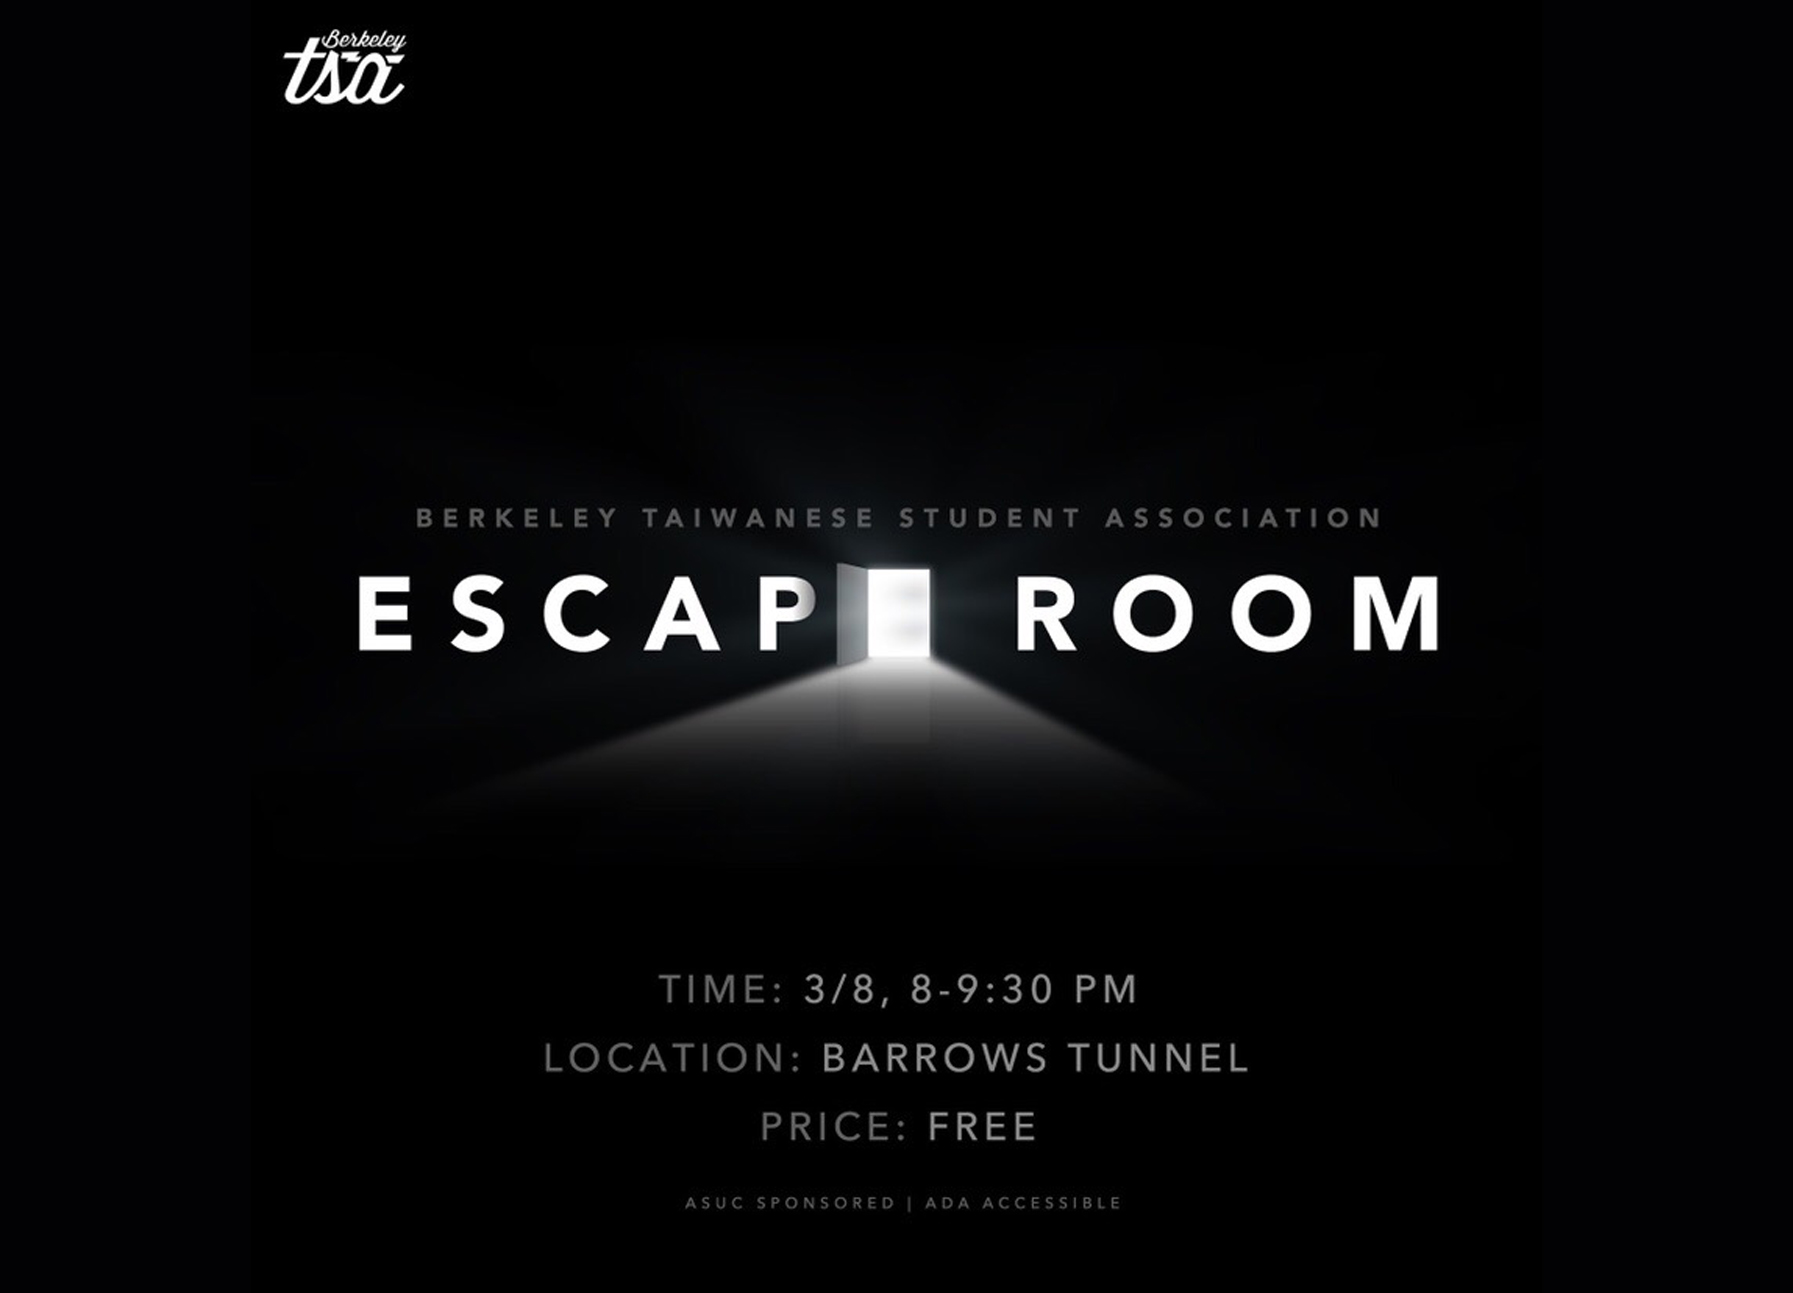 Berkeley
tsa
BERKELEY TAIWANESE STUDENT ASSOCIATION
ESCAPE ROOM
TIME: 3/8, 8-9:30 PM
LOCATION: BARROWS TUNNEL
PRICE: FREE
ASUC SPONSORED | ADA ACCESSIBLE